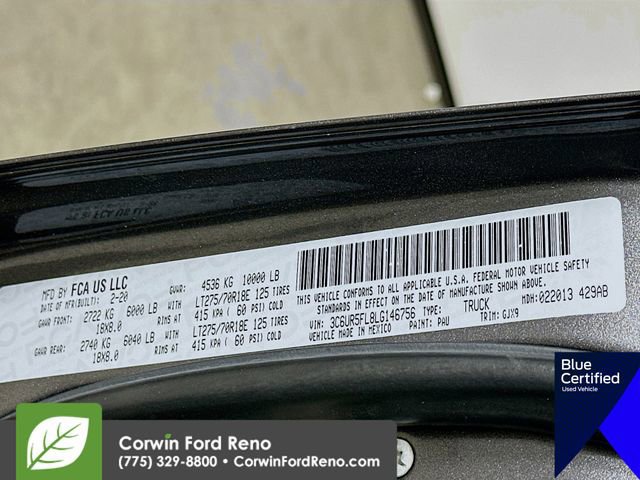 MFD BY FCA US LLC
DATE OF MFR(BUILT): 2-20 GVWR: 4536 KG 10000 LB
GAWR FRONT: 2722 KG 6000 LB WITH LT275/70R18E 125 TIRES
18X8.0 RIMS AT 415 KPA ( 60 PSI) COLD
GAWR REAR: 2740 KG 6040 LB WITH LT275/70R18E 125 TIRES
18X8.0 RIMS AT 415 KPA ( 60 PSI) COLD
THIS VEHICLE CONFORMS TO ALL APPLICABLE U.S.A. FEDERAL MOTOR VEHICLE SAFETY
STANDARDS IN EFFECT ON THE DATE OF MANUFACTURE SHOWN ABOVE.
VIN: 3C6UR5FL8LG146756 TYPE: TRUCK MDH: 022013 429AB
MADE IN MEXICO PAINT: PAU TRIM: GJX9
Blue
Certified
Used Vehicle
Corwin Ford Reno
(775) 329-8800 • CorwinFordReno.com